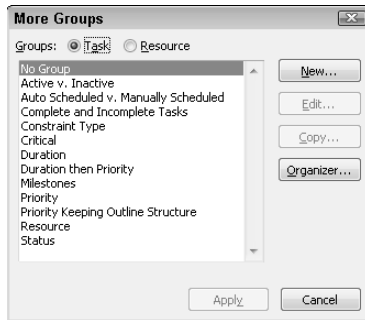 More Groups
Groups: Task Resource
No Group
Active v. Inactive
Auto Scheduled v. Manually Scheduled
Complete and Incomplete Tasks
Constraint Type
Critical
Duration
Duration then Priority
Milestones
Priority
Priority Keeping Outline Structure
Resource
Status
New...
Edit...
Copy...
Organizer...
Apply Cancel